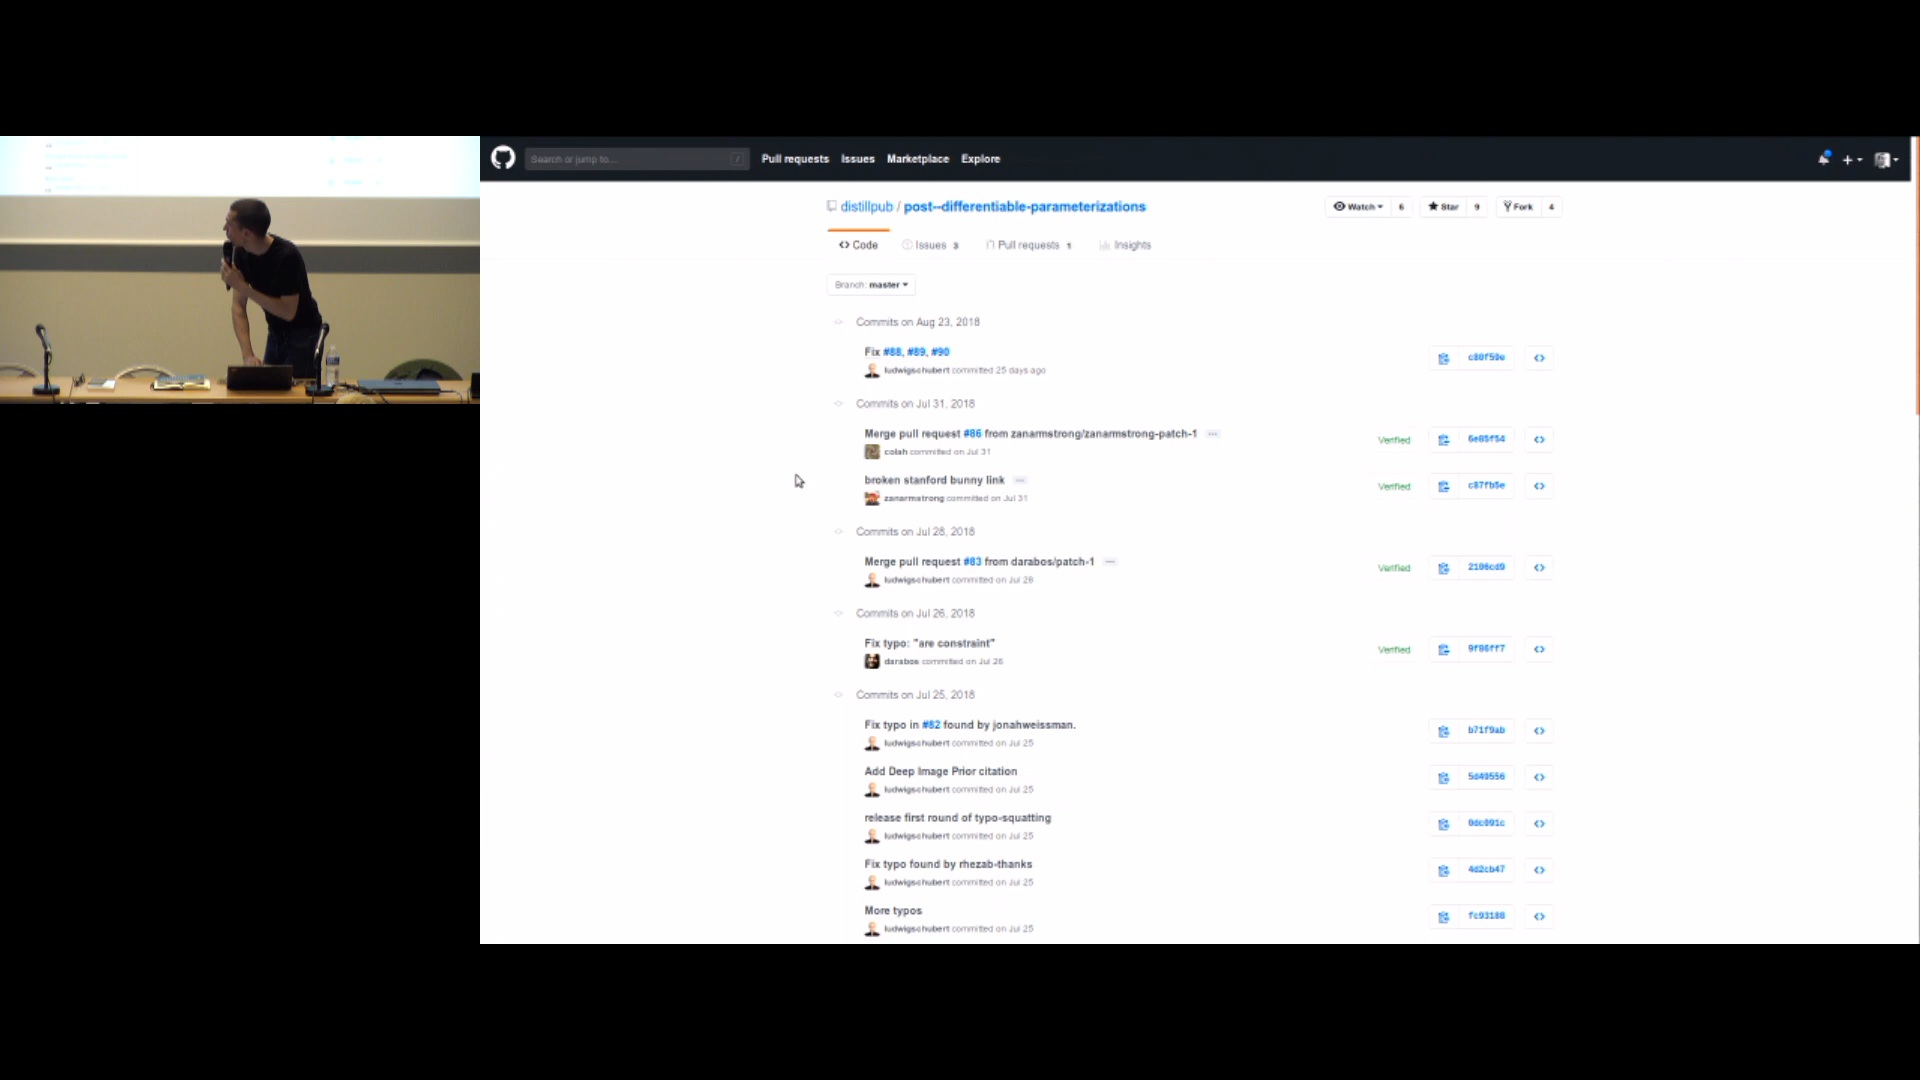 Search or jump to... /
Pull requests Issues Marketplace Explore
distillpub / post--differentiable-parameterizations
Watch 6 Star 9 Fork 4
Code Issues 3 Pull requests 1 Insights
Branch: master
Commits on Aug 23, 2018
Fix #88, #89, #90
ludwigschubert committed 25 days ago
c80f59e
Commits on Jul 31, 2018
Merge pull request #86 from zanarmstrong/zanarmstrong-patch-1
colah committed on Jul 31
Verified 6e85f54
broken stanford bunny link
zanarmstrong committed on Jul 31
Verified c87fb5e
Commits on Jul 28, 2018
Merge pull request #83 from darabos/patch-1
ludwigschubert committed on Jul 28
Verified 2106cd9
Commits on Jul 26, 2018
Fix typo: "are constraint"
darabos committed on Jul 26
Verified 9f86ff7
Commits on Jul 25, 2018
Fix typo in #82 found by jonahweissman.
ludwigschubert committed on Jul 25
b71f9ab
Add Deep Image Prior citation
ludwigschubert committed on Jul 25
5d49556
release first round of typo-squatting
ludwigschubert committed on Jul 25
0dc091c
Fix typo found by rhezab-thanks
ludwigschubert committed on Jul 25
4d2cb47
More typos
ludwigschubert committed on Jul 25
fc93188